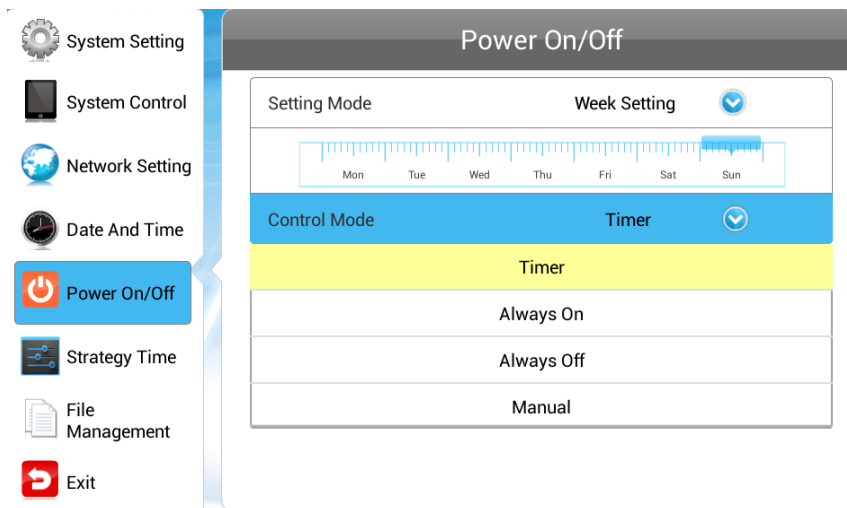 System Setting
System Control
Network Setting
Date And Time
Power On/Off
Strategy Time
File
Management
Exit
Power On/Off
Setting Mode Week Setting
Mon Tue Wed Thu Fri Sat Sun
Control Mode Timer
Timer
Always On
Always Off
Manual